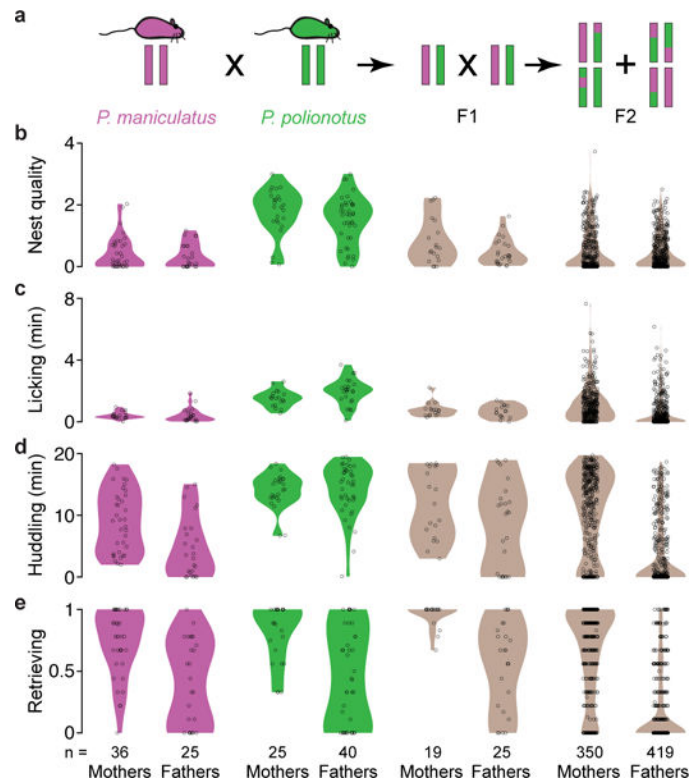 a
X
X
+
P. maniculatus P. polionotus F1 F2
b
Nest quality
4
2
0
c
Licking (min)
8
4
0
d
Huddling (min)
20
10
0
e
Retrieving
1
0.5
0
n = 36 25 25 40 19 25 350 419
Mothers Fathers Mothers Fathers Mothers Fathers Mothers Fathers